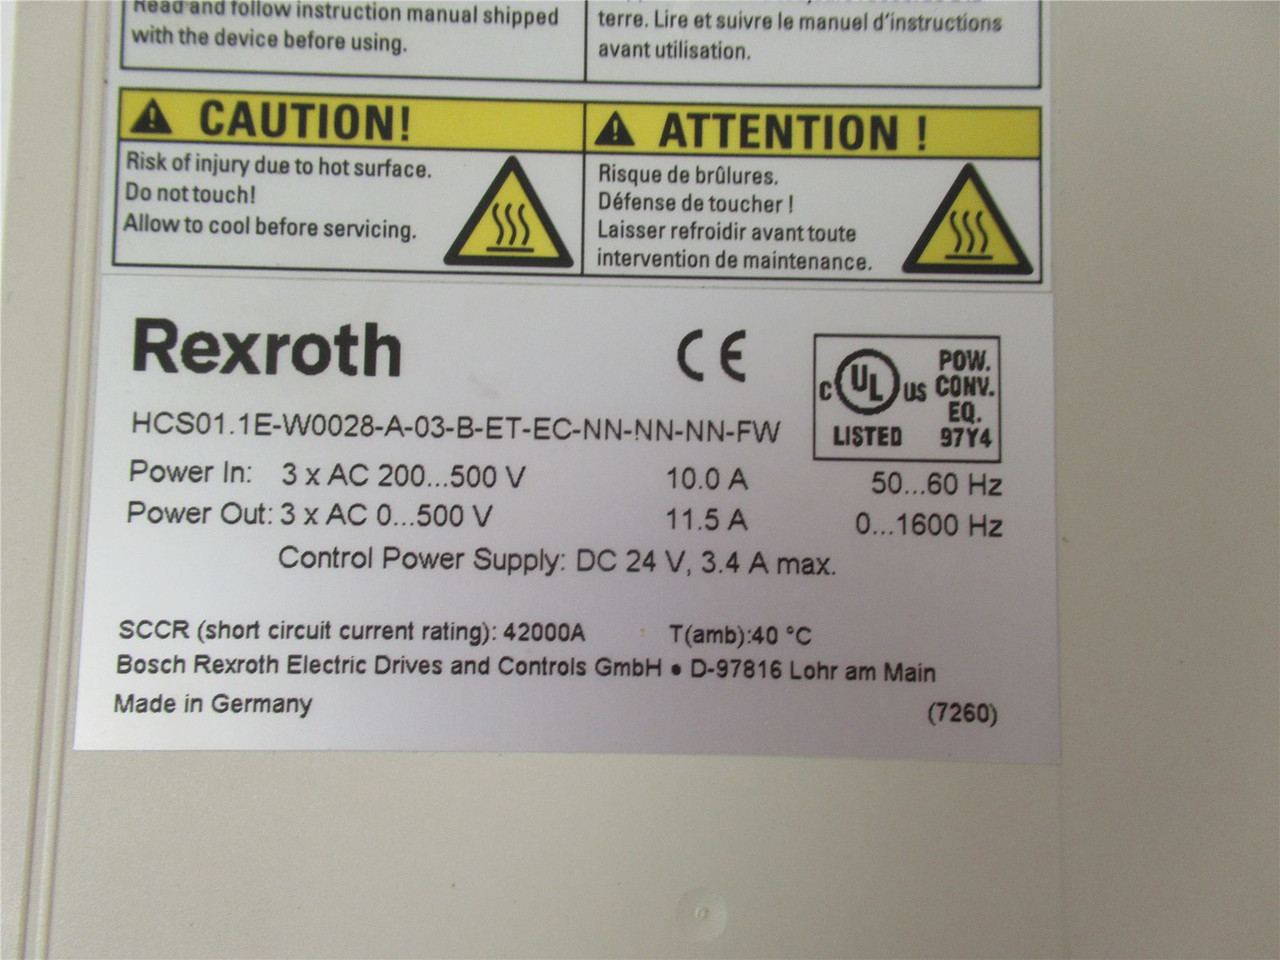 Read and follow instruction manual shipped
with the device before using.
terre. Lire et suivre le manuel d'instructions
avant utilisation.
CAUTION!
Risk of injury due to hot surface.
Do not touch!
Allow to cool before servicing.
ATTENTION !
Risque de brûlures.
Défense de toucher !
Laisser refroidir avant toute
intervention de maintenance.
Rexroth
CE
C UL US
LISTED
POW.
CONV.
EQ.
97Y4
HCS01.1E-W0028-A-03-B-ET-EC-NN-NN-NN-FW
Power In: 3 x AC 200...500 V 10.0 A 50...60 Hz
Power Out: 3 x AC 0...500 V 11.5 A 0...1600 Hz
Control Power Supply: DC 24 V, 3.4 A max.
SCCR (short circuit current rating): 42000A T(amb):40 °C
Bosch Rexroth Electric Drives and Controls GmbH • D-97816 Lohr am Main
Made in Germany (7260)